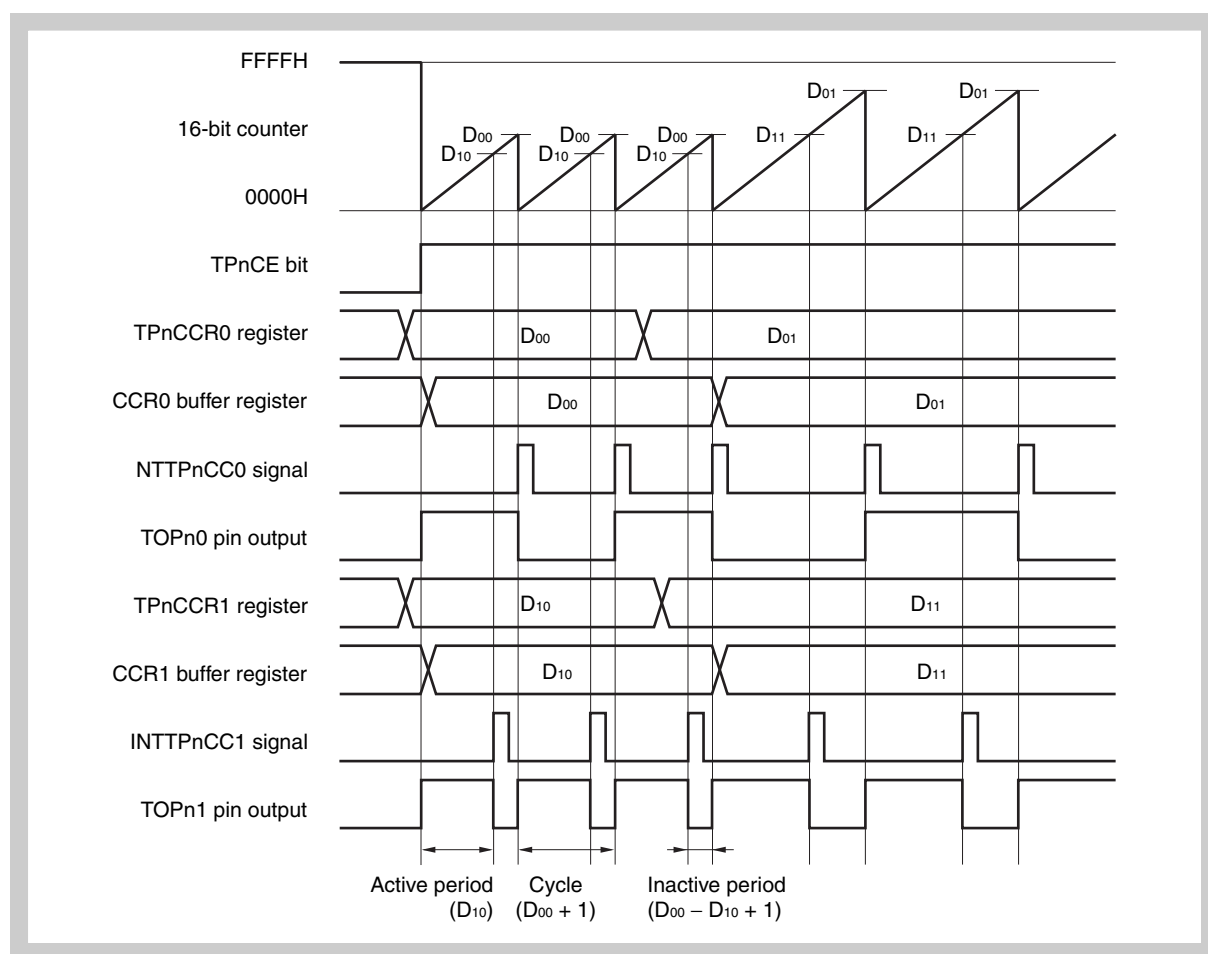 FFFFH
D01 D01
16-bit counter D00 D00 D00 D11 D11
D10 D10 D10
0000H
TPnCE bit
TPnCCR0 register D00 D01
CCR0 buffer register D00 D01
NTTPnCC0 signal
TOPn0 pin output
TPnCCR1 register D10 D11
CCR1 buffer register D10 D11
INTTPnCC1 signal
TOPn1 pin output
Active period Cycle Inactive period
(D10) (D00 + 1) (D00 − D10 + 1)